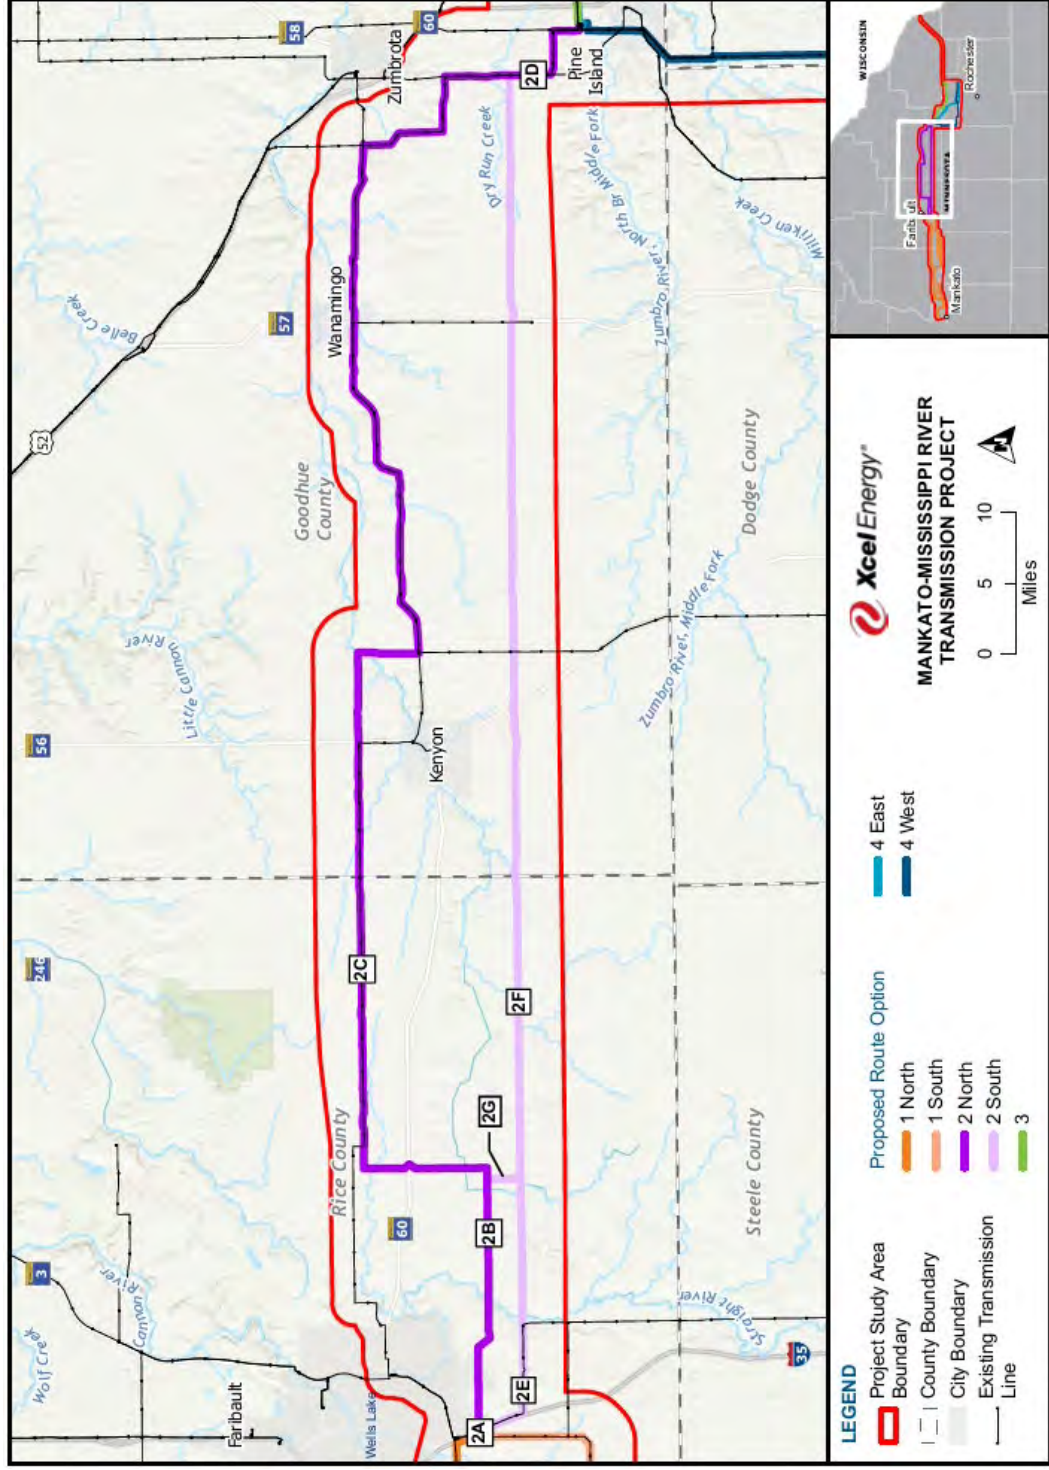 Wolf Creek
3
246
56
52
58
60
Cannon River
Little Cannon River
Belle Creek
57
Zumbrota
Faribault
Wells Lake
Rice County
Goodhue
County
Wanamingo
60
2C
2D
Pine
Island
Kenyon
Dry Run Creek
2A
2B
2G
2E
2F
North Br Middle Fork
Zumbro River,
Zumbro River, Middle Fork
Milliken Creek
Straight River
Steele County
Dodge County
35
LEGEND
Project Study Area
Boundary
County Boundary
City Boundary
Existing Transmission
Line
Proposed Route Option
1 North
1 South
2 North
2 South
3
4 East
4 West
Xcel Energy®
MANKATO-MISSISSIPPI RIVER
TRANSMISSION PROJECT
0 5 10
Miles
N
WISCONSIN
MINNESOTA
Faribault
Mankato
Rochester